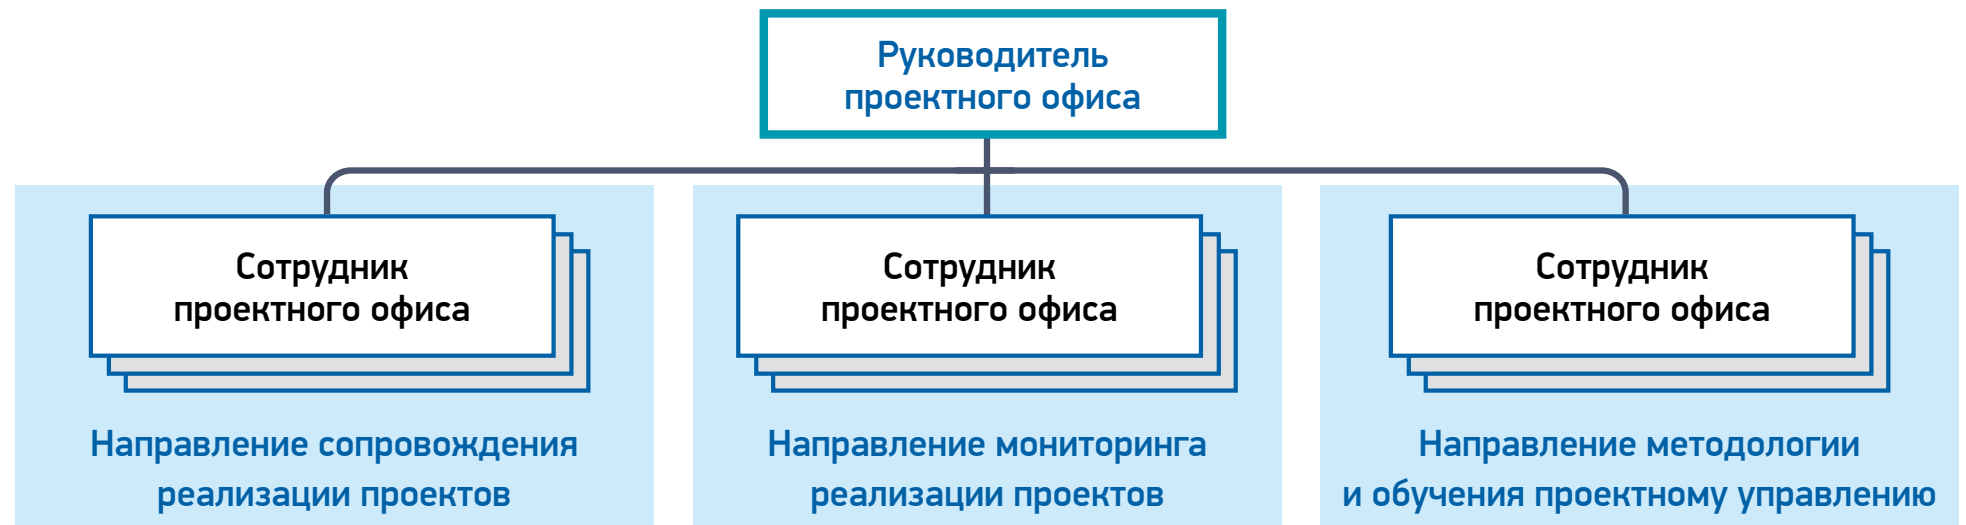 Руководитель
проектного офиса
Сотрудник
проектного офиса
Направление сопровождения
реализации проектов
Сотрудник
проектного офиса
Направление мониторинга
реализации проектов
Сотрудник
проектного офиса
Направление методологии
и обучения проектному управлению